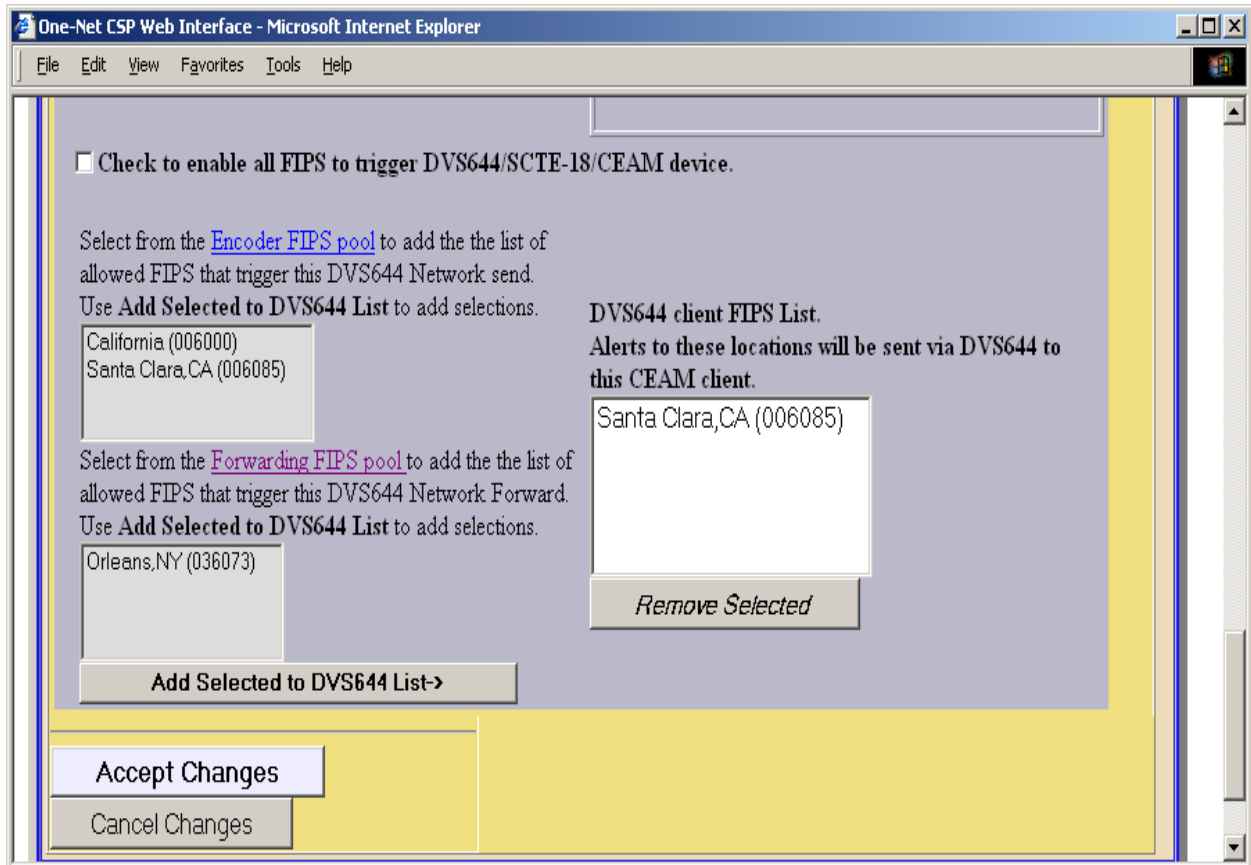 One-Net CSP Web Interface - Microsoft Internet Explorer
File Edit View Favorites Tools Help
Check to enable all FIPS to trigger DVS644/SCTE-18/CEAM device.
Select from the Encoder FIPS pool to add the the list of
allowed FIPS that trigger this DVS644 Network send.
Use Add Selected to DVS644 List to add selections.
California (006000)
Santa Clara,CA (006085)
Select from the Forwarding FIPS pool to add the the list of
allowed FIPS that trigger this DVS644 Network Forward.
Use Add Selected to DVS644 List to add selections.
Orleans,NY (036073)
Add Selected to DVS644 List->
DVS644 client FIPS List.
Alerts to these locations will be sent via DVS644 to
this CEAM client.
Santa Clara,CA (006085)
Remove Selected
Accept Changes
Cancel Changes